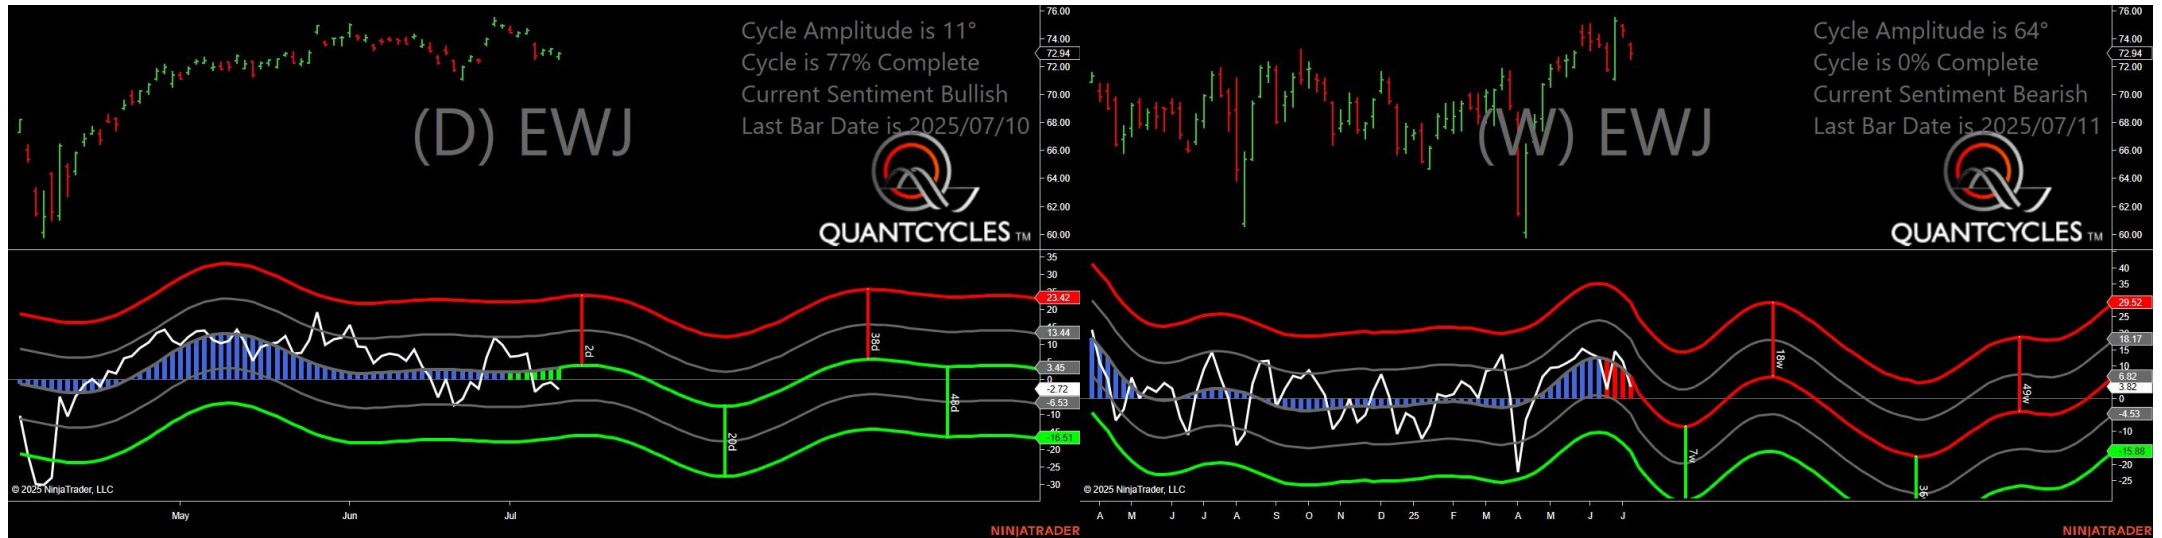 Cycle Amplitude is 11°
Cycle is 77% Complete
Current Sentiment Bullish
Last Bar Date is 2025/07/10
(D) EWJ
QUANTCYCLES TM
76.00
74.00
72.94
72.00
70.00
68.00
66.00
64.00
62.00
60.00
35
30
23.42
20
13.44
10
5
3.45
0
-2.72
-6.53
-10
-16.51
-20
-25
-30
2d
20d
38d
48d
© 2025 NinjaTrader, LLC
May
Jun
Jul
NINJATRADER
Cycle Amplitude is 64°
Cycle is 0% Complete
Current Sentiment Bearish
Last Bar Date is 2025/07/11
(W) EWJ
QUANTCYCLES TM
76.00
74.00
72.94
72.00
70.00
68.00
66.00
64.00
62.00
60.00
40
35
29.52
25
18.17
15
10
6.82
3.82
0
-4.53
-10
-15.88
-20
-25
7w
18w
36
49w
© 2025 NinjaTrader, LLC
A M J J A S O N D 25 F M A M J J
NINJATRADER